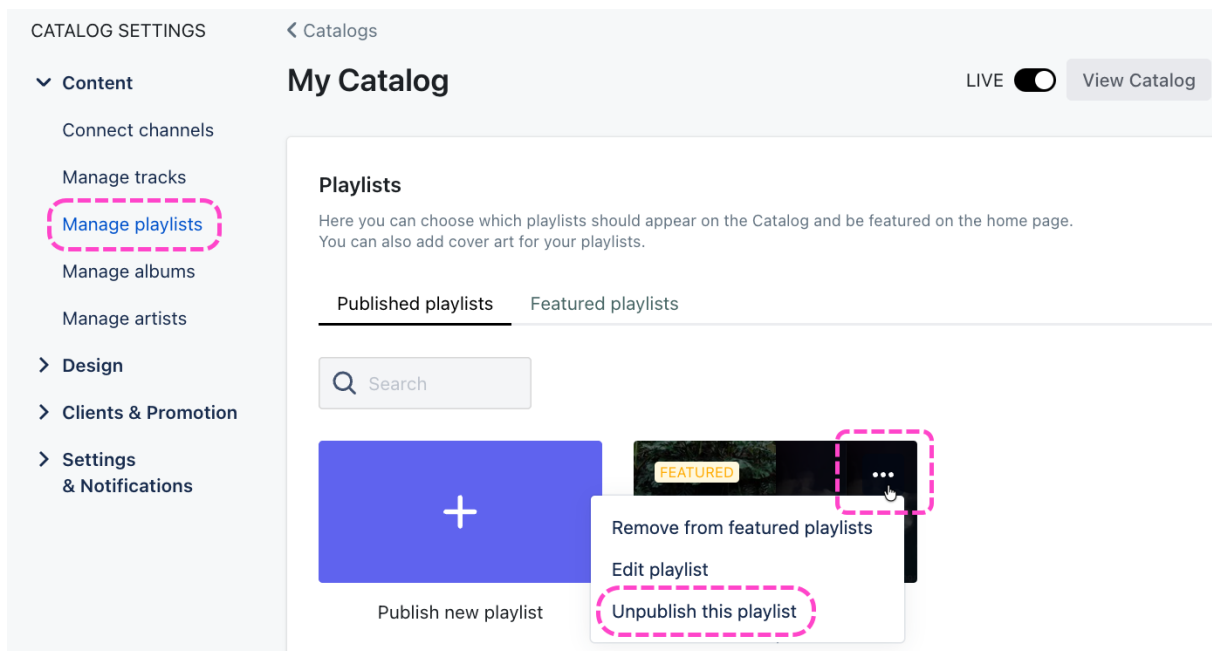 CATALOG SETTINGS
Content
Connect channels
Manage tracks
Manage playlists
Manage albums
Manage artists
Design
Clients & Promotion
Settings
& Notifications
Catalogs
My Catalog
LIVE
View Catalog
Playlists
Here you can choose which playlists should appear on the Catalog and be featured on the home page.
You can also add cover art for your playlists.
Published playlists
Featured playlists
Search
Publish new playlist
FEATURED
Remove from featured playlists
Edit playlist
Unpublish this playlist